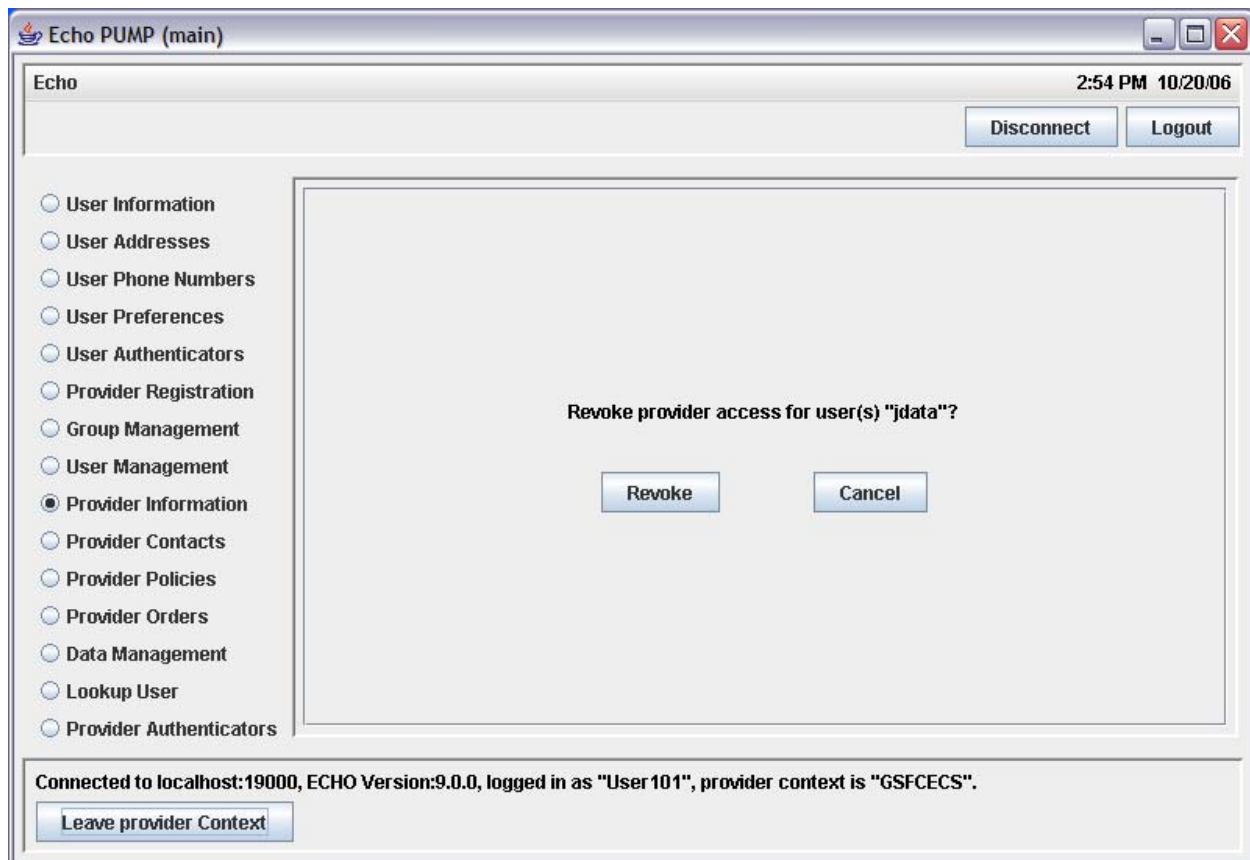 Echo PUMP (main)
Echo
2:54 PM 10/20/06
Disconnect
Logout
User Information
User Addresses
User Phone Numbers
User Preferences
User Authenticators
Provider Registration
Group Management
User Management
Provider Information
Provider Contacts
Provider Policies
Provider Orders
Data Management
Lookup User
Provider Authenticators
Revoke provider access for user(s) "jdata"?
Revoke
Cancel
Connected to localhost:19000, ECHO Version:9.0.0, logged in as "User101", provider context is "GSFCECS".
Leave provider Context